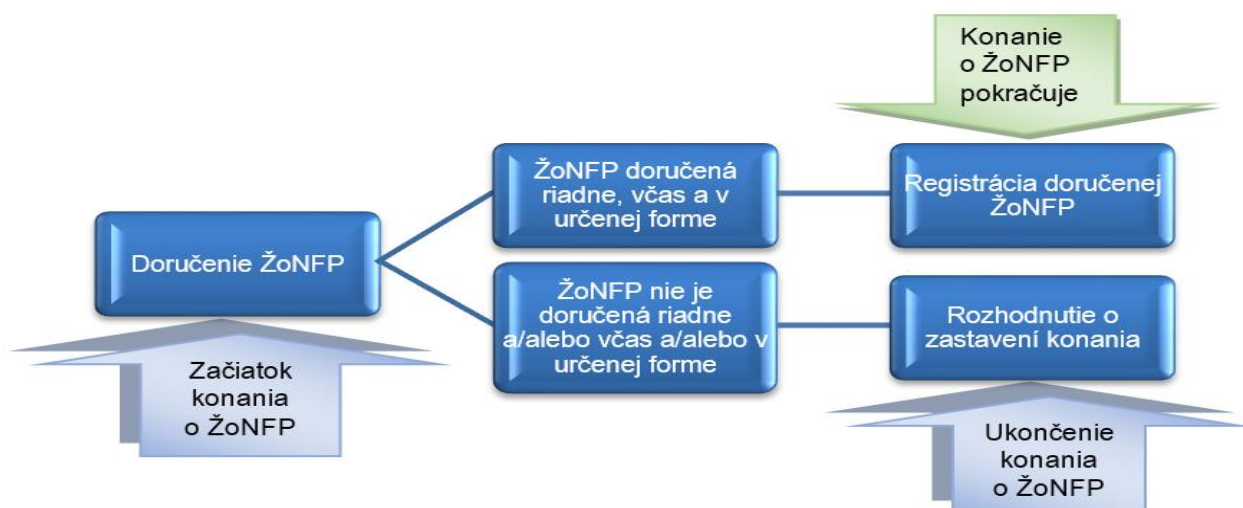 Konanie
o ŽoNFP
pokračuje
ŽoNFP doručená
riadne, včas a v
určenej forme
Registrácia doručenej
ŽoNFP
Doručenie ŽoNFP
ŽoNFP nie je
doručená riadne
a/alebo včas a/alebo v
určenej forme
Rozhodnutie o
zastavení konania
Začiatok
konania
o ŽoNFP
Ukončenie
konania
o ŽoNFP